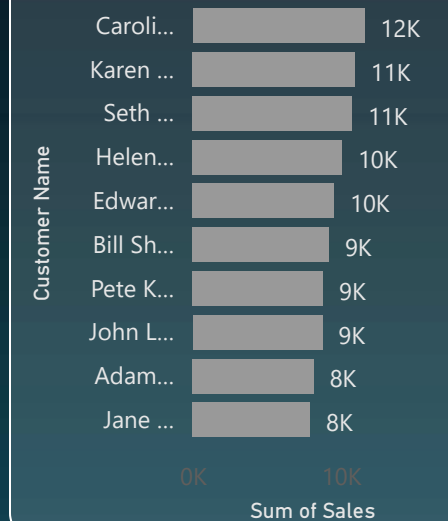 Caroli... 12K
Karen ... 11K
Seth ... 11K
Helen... 10K
Edwar... 10K
Bill Sh... 9K
Pete K... 9K
John L... 9K
Adam... 8K
Jane ... 8K
Customer Name
0K 10K
Sum of Sales